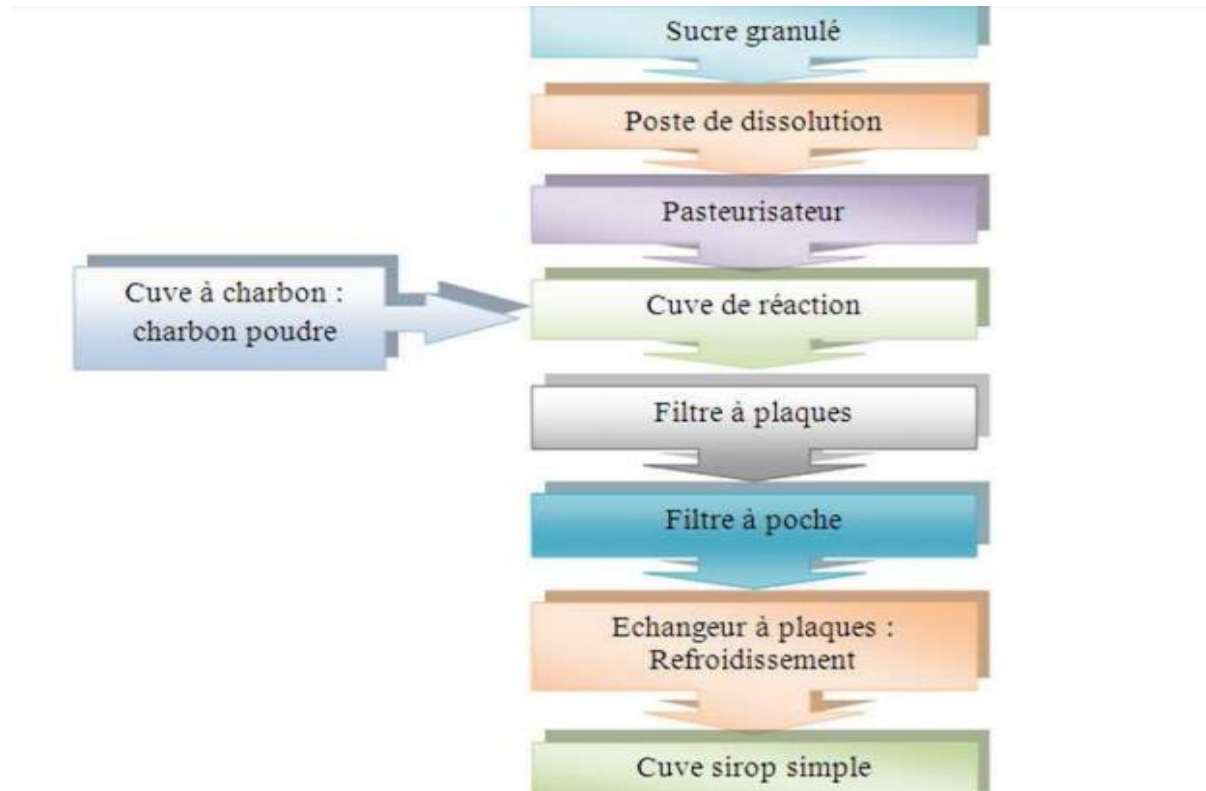 Sucre granulé
Poste de dissolution
Pasteurisateur
Cuve à charbon :
charbon poudre
Cuve de réaction
Filtre à plaques
Filtre à poche
Echangeur à plaques :
Refroidissement
Cuve sirop simple